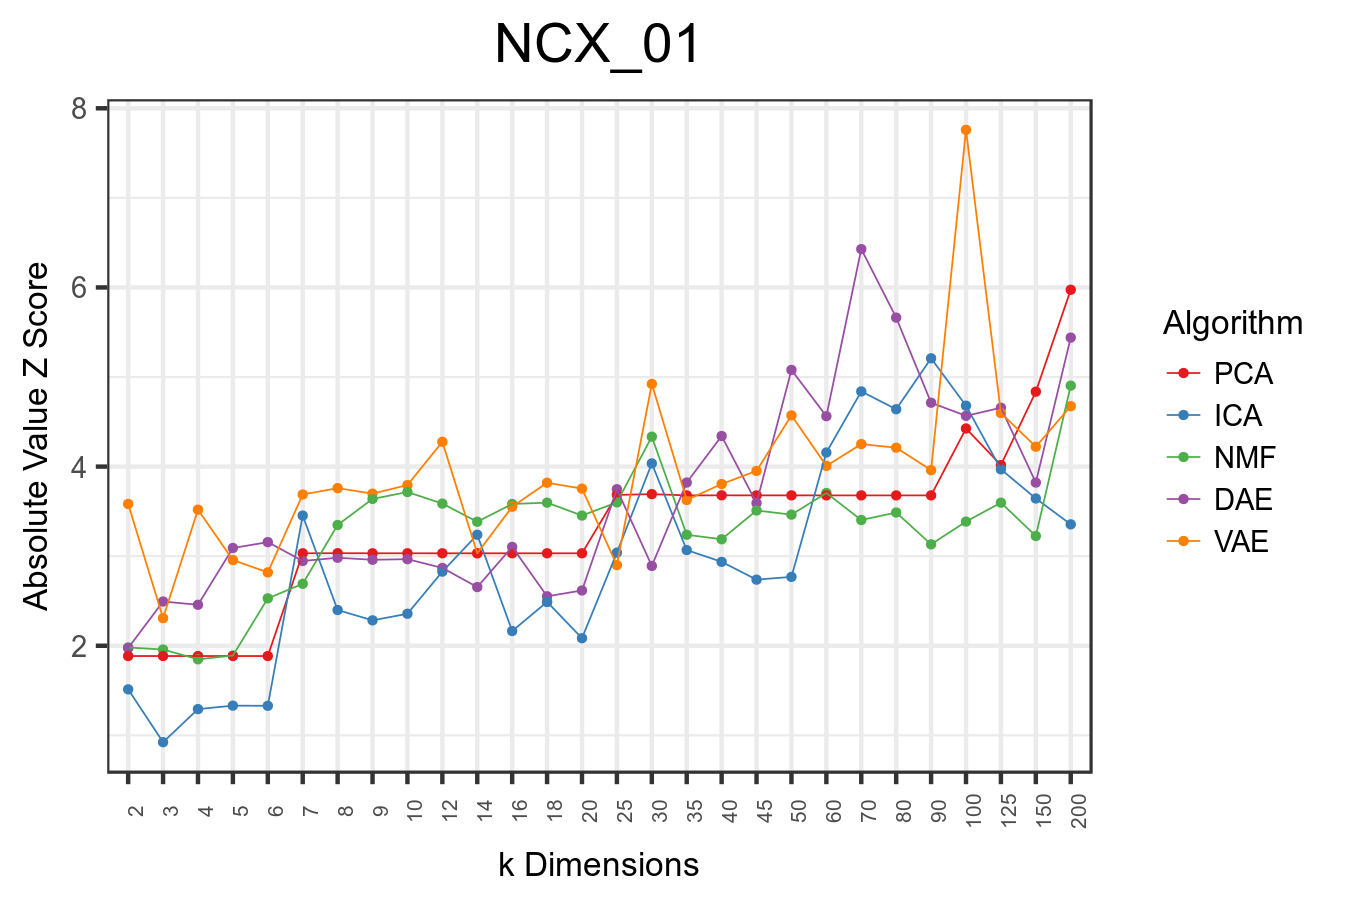 NCX_01
8
6
4
2
Absolute Value Z Score
2 3 4 5 6 7 8 9 10 12 14 16 18 20 25 30 35 40 45 50 60 70 80 90 100 125 150 200
k Dimensions
Algorithm
PCA
ICA
NMF
DAE
VAE